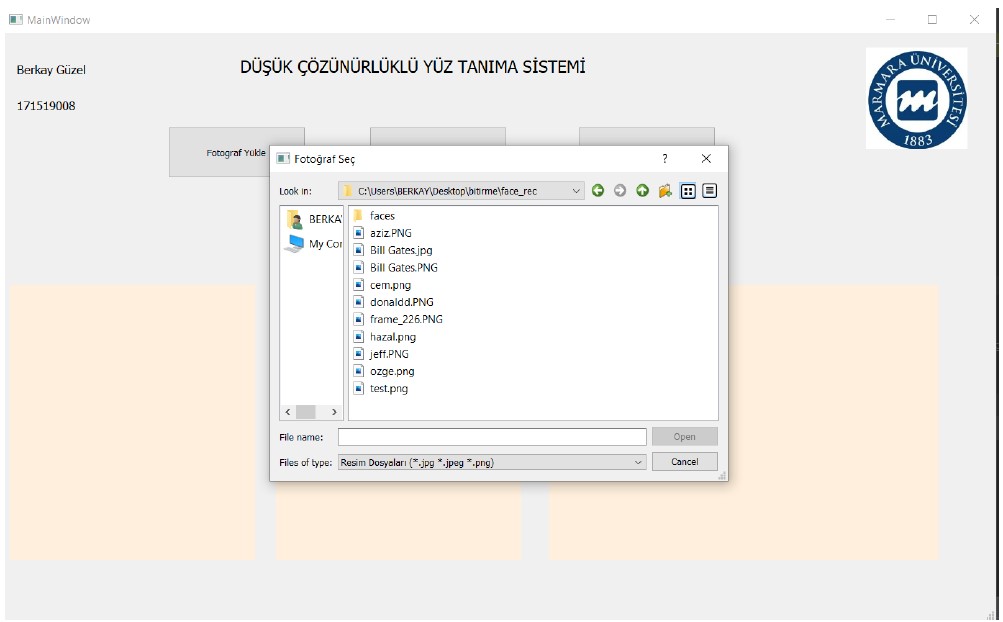 MainWindow
Berkay Güzel
DÜŞÜK ÇÖZÜNÜRLÜKLÜ YÜZ TANIMA SİSTEMİ
171519008
MARMARA ÜNİVERSİTESİ
1883
Fotograf Yükle
Fotoğraf Seç
?
Look in:
C:\Users\BERKAY\Desktop\bitirme\face_rec
BERKA
My Cor
faces
aziz.PNG
Bill Gates.jpg
Bill Gates.PNG
cem.png
donaldd.PNG
frame_226.PNG
hazal.png
jeff.PNG
ozge.png
test.png
File name:
Open
Files of type:
Resim Dosyaları (*.jpg *.jpeg *.png)
Cancel